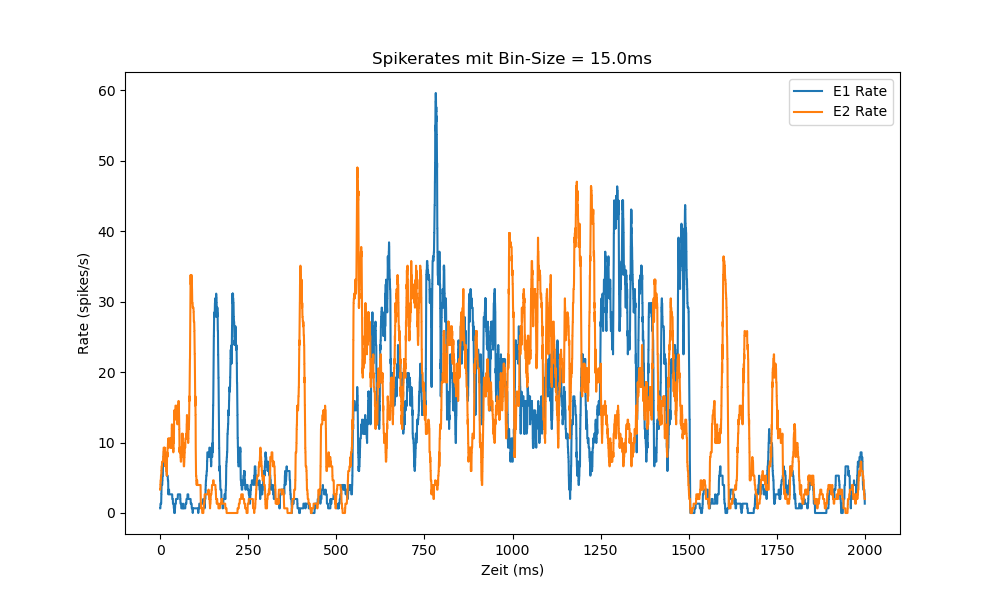 Spikerates mit Bin-Size = 15.0ms
E1 Rate
E2 Rate
Rate (spikes/s)
60
50
40
30
20
10
0
0 250 500 750 1000 1250 1500 1750 2000
Zeit (ms)